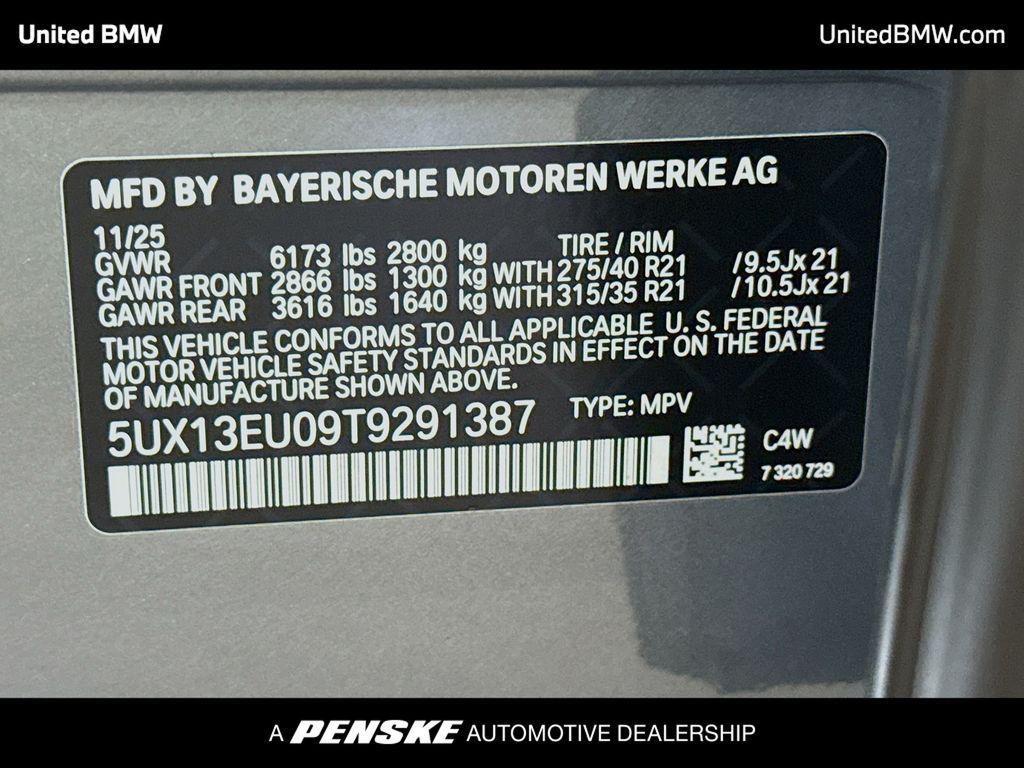 United BMW
UnitedBMW.com
MFD BY BAYERISCHE MOTOREN WERKE AG
11/25
GVWR 6173 lbs 2800 kg TIRE / RIM
GAWR FRONT 2866 lbs 1300 kg WITH 275/40 R21 /9.5Jx21
GAWR REAR 3616 lbs 1640 kg WITH 315/35 R21 /10.5Jx21
THIS VEHICLE CONFORMS TO ALL APPLICABLE U. S. FEDERAL
MOTOR VEHICLE SAFETY STANDARDS IN EFFECT ON THE DATE
OF MANUFACTURE SHOWN ABOVE.
5UX13EU09T9291387 TYPE: MPV
C4W
7 320 729
A PENSKE AUTOMOTIVE DEALERSHIP